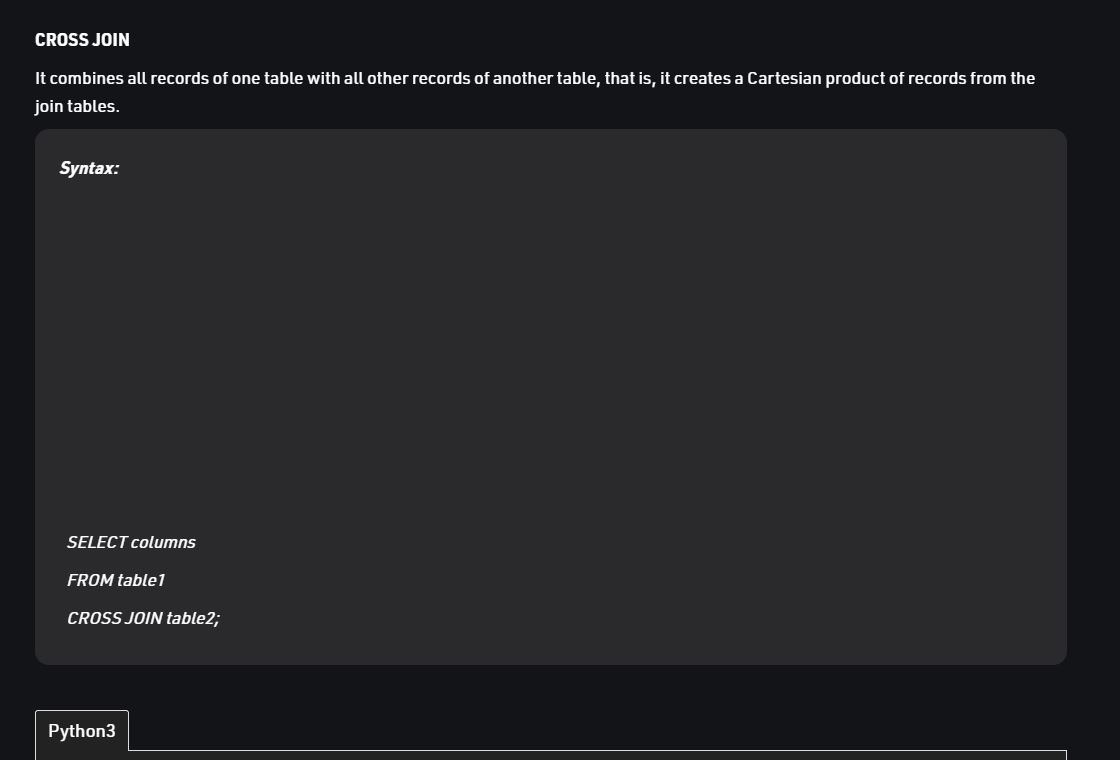 CROSS JOIN
It combines all records of one table with all other records of another table, that is, it creates a Cartesian product of records from the
join tables.
Syntax:
SELECT columns
FROM table1
CROSS JOIN table2;
Python3